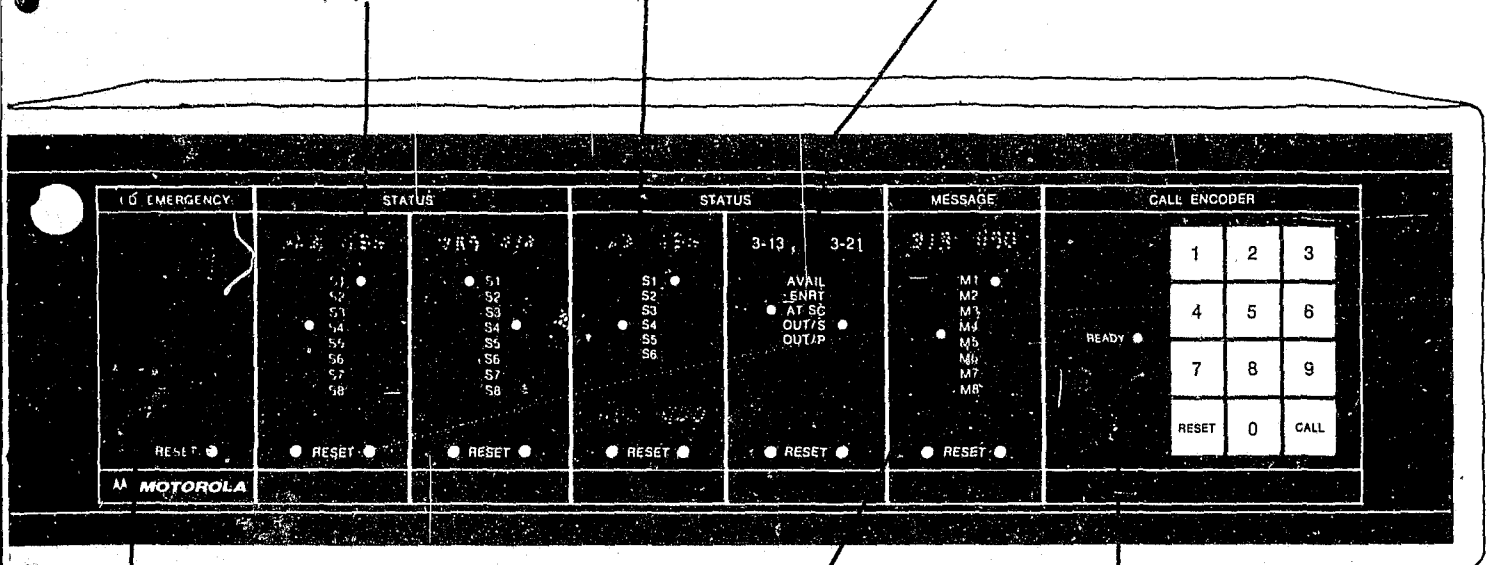 I.D. EMERGENCY
RESET
MOTOROLA
STATUS
S1
S2
S3
S4
S5
S6
S7
S8
RESET
S1
S2
S3
S4
S5
S6
S7
S8
RESET
STATUS
S1
S2
S3
S4
S5
S6
RESET
3-13 3-21
AVAIL
ENRT
AT SC
OUT/S
OUT/P
RESET
MESSAGE
M1
M2
M3
M4
M5
M6
M7
M8
RESET
CALL ENCODER
READY
1 2 3
4 5 6
7 8 9
RESET 0 CALL